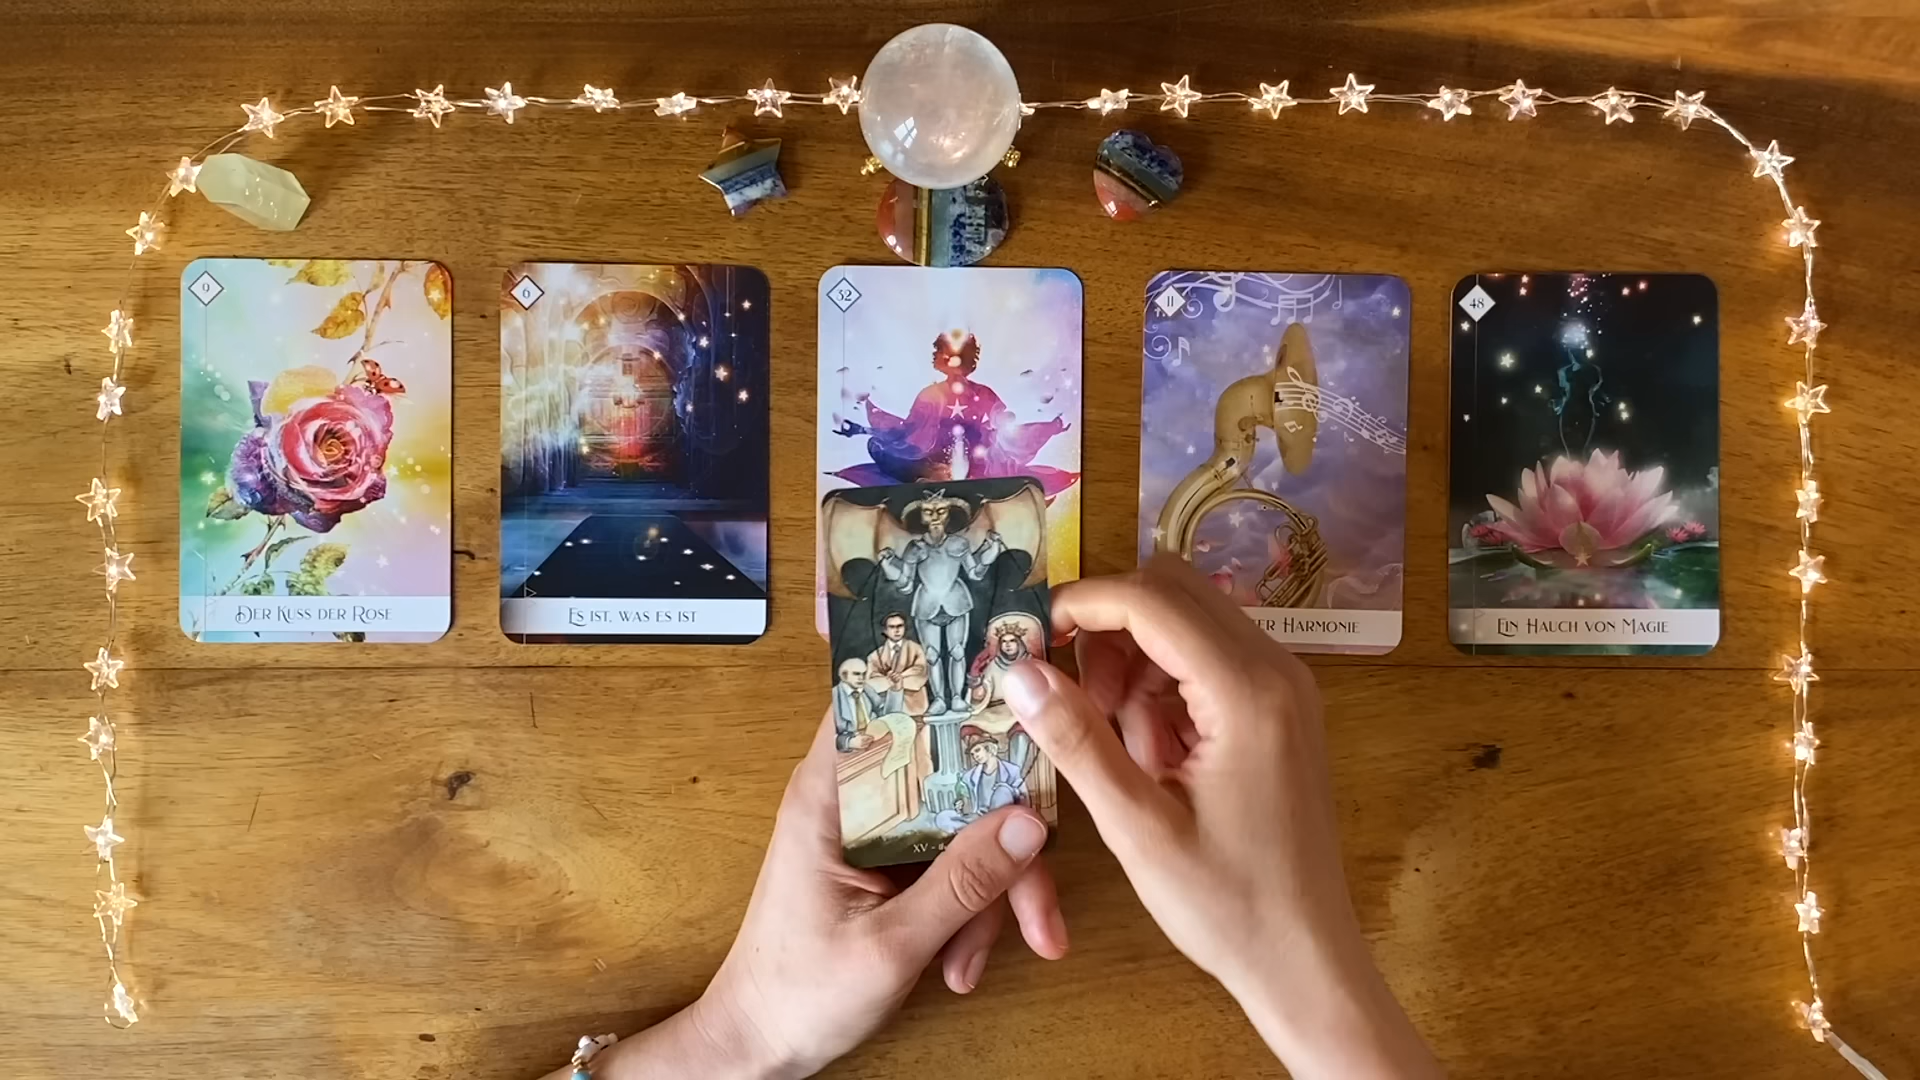 9
6
32
11
48
Der Kuss der Rose
Es ist, was es ist
Harmonie
Ein Hauch von Magie
XV -